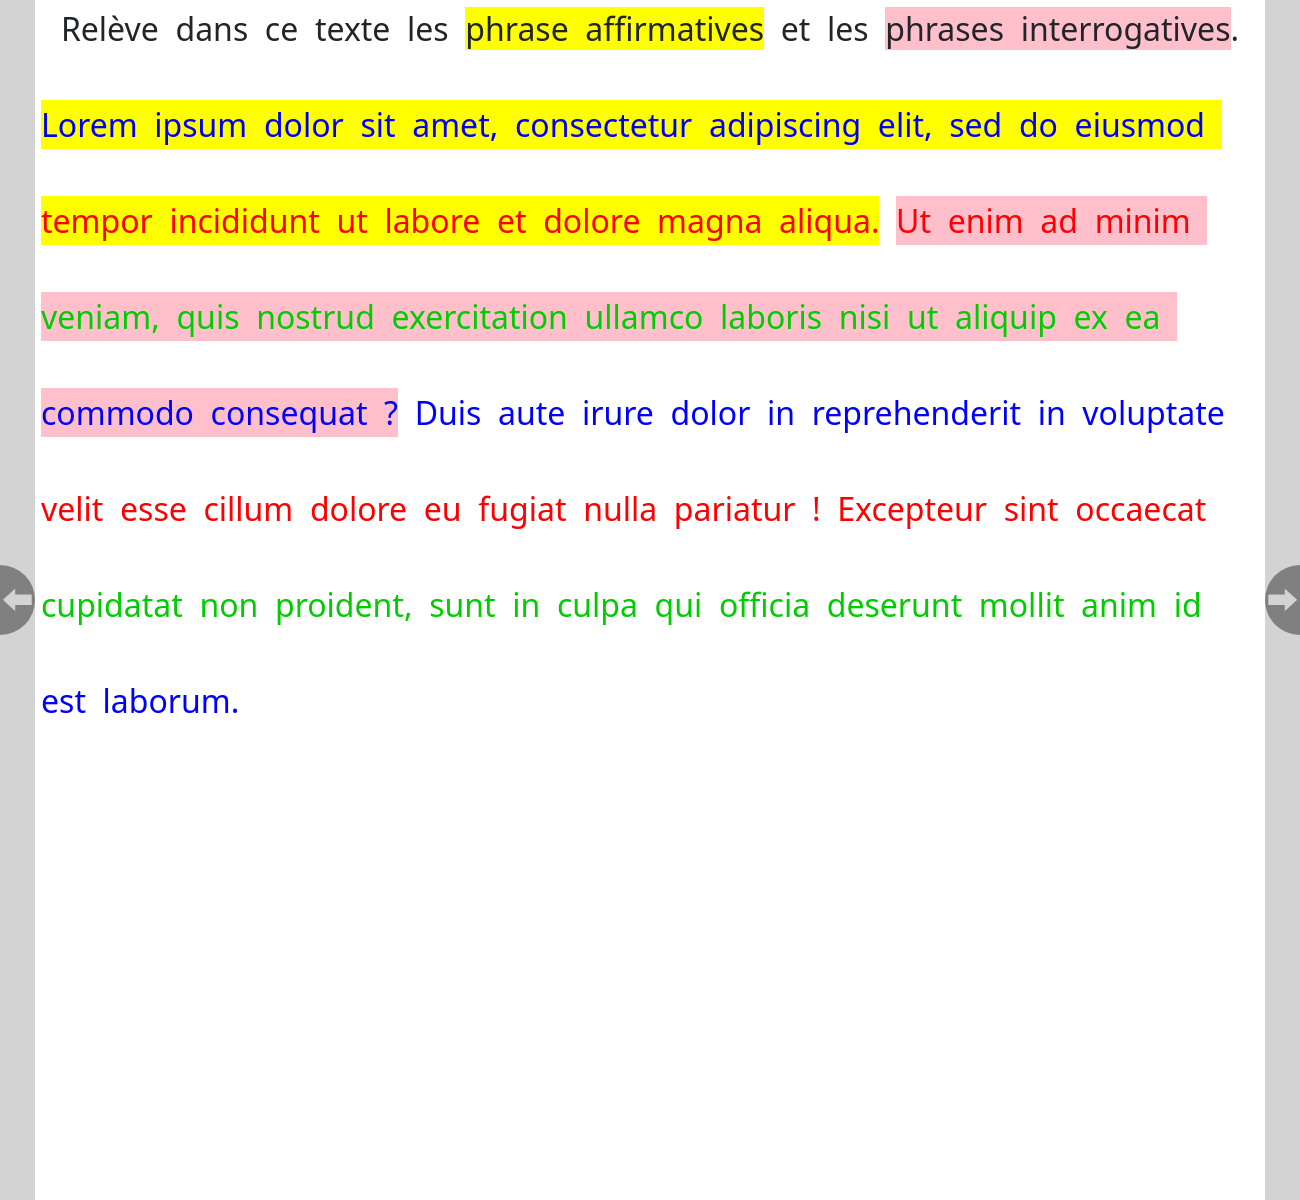 Relève dans ce texte les phrase affirmatives et les phrases interrogatives.
Lorem ipsum dolor sit amet, consectetur adipiscing elit, sed do eiusmod
tempor incididunt ut labore et dolore magna aliqua. Ut enim ad minim
veniam, quis nostrud exercitation ullamco laboris nisi ut aliquip ex ea
commodo consequat ? Duis aute irure dolor in reprehenderit in voluptate
velit esse cillum dolore eu fugiat nulla pariatur ! Excepteur sint occaecat
cupidatat non proident, sunt in culpa qui officia deserunt mollit anim id
est laborum.